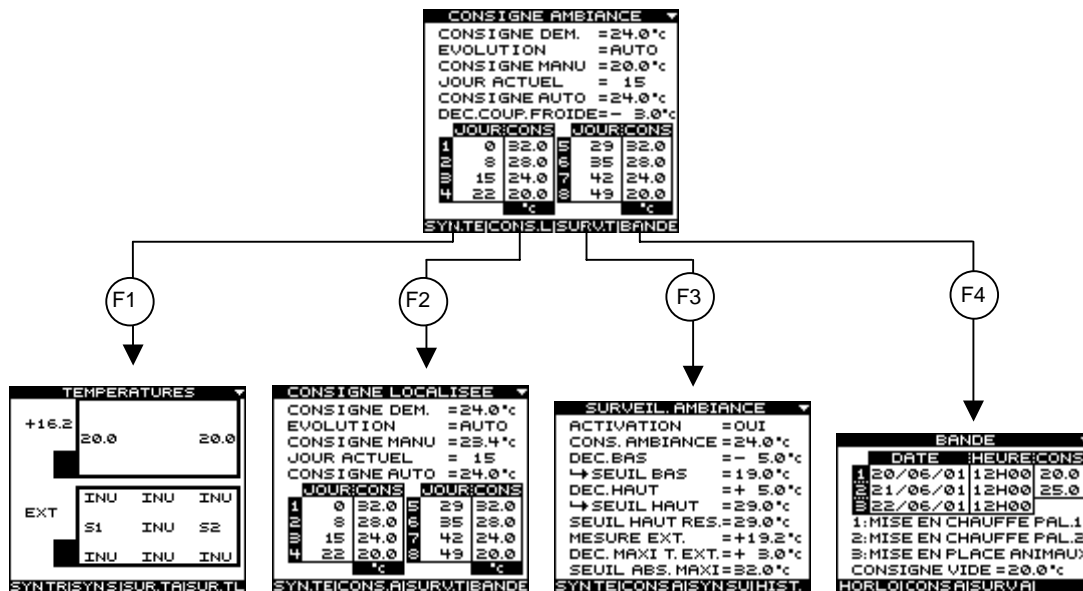 CONSIGNE AMBIANCE
CONSIGNE DEM. =24.0°c
EVOLUTION =AUTO
CONSIGNE MANU =20.0°c
JOUR ACTUEL = 15
CONSIGNE AUTO =24.0°c
DEC.COUP.FROIDE=- 3.0°c
JOUR CONS JOUR CONS
1 0 32.0 5 29 32.0
2 8 28.0 6 35 28.0
3 15 24.0 7 42 24.0
4 22 20.0 8 49 20.0
°c °c
SYN.TE|CONS.L|SURV.T|BANDE
F1 F2 F3 F4
TEMPERATURES
+16.2
20.0 20.0
INU INU INU
EXT
S1 INU S2
INU INU INU
SYN.TR|SYN.S|SUR.TA|SUR.TL
CONSIGNE LOCALISEE
CONSIGNE DEM. =24.0°c
EVOLUTION =AUTO
CONSIGNE MANU =23.4°c
JOUR ACTUEL = 15
CONSIGNE AUTO =24.0°c
JOUR CONS JOUR CONS
1 0 32.0 5 29 32.0
2 8 28.0 6 35 28.0
3 15 24.0 7 42 24.0
4 22 20.0 8 49 20.0
°c °c
SYN.TE|CONS.A|SURV.T|BANDE
SURVEIL. AMBIANCE
ACTIVATION =OUI
CONS. AMBIANCE =24.0°c
DEC.BAS =- 5.0°c
↳SEUIL BAS =19.0°c
DEC.HAUT =+ 5.0°c
↳SEUIL HAUT =29.0°c
SEUIL HAUT RES.=29.0°c
MESURE EXT. =+19.2°c
DEC. MAXI T. EXT.=+ 3.0°c
SEUIL ABS. MAXI=32.0°c
SYN TE|CONS A|SYN SU|HIST.
BANDE
DATE HEURE CONS
1 20/06/01 12H00 20.0
2 21/06/01 12H00 25.0
3 22/06/01 12H00
1:MISE EN CHAUFFE PAL.1
2:MISE EN CHAUFFE PAL.2
3:MISE EN PLACE ANIMAUX
CONSIGNE VIDE =20.0°c
HORLO|CONS A|SURV A|